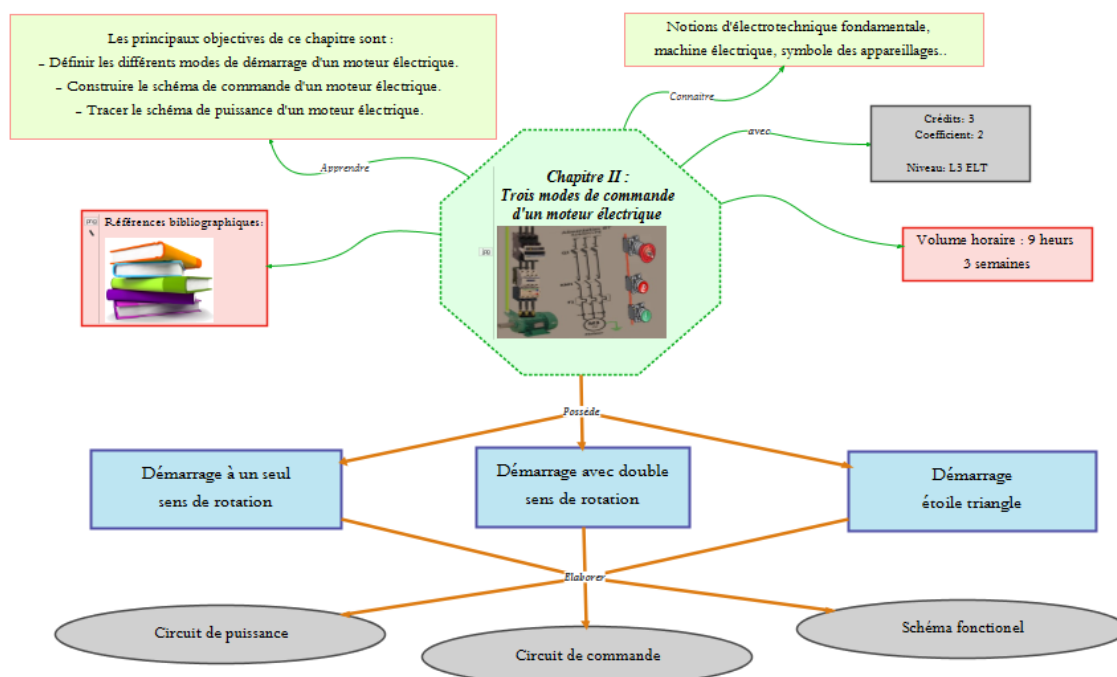 Les principaux objectives de ce chapitre sont :
– Définir les différents modes de démarrage d'un moteur électrique.
– Construire le schéma de commande d'un moteur électrique.
– Tracer le schéma de puissance d'un moteur électrique.
Notions d'électrotechnique fondamentale,
machine électrique, symbole des appareillages..
Connaitre
avec
Crédits: 3
Coefficient: 2
Niveau: L3 ELT
Apprendre
Chapitre II :
Trois modes de commande
d'un moteur électrique
png
Références bibliographiques:
Volume horaire : 9 heurs
3 semaines
Posséde
Démarrage à un seul
sens de rotation
Démarrage avec double
sens de rotation
Démarrage
étoile triangle
Elaborer
Circuit de puissance
Circuit de commande
Schéma fonctionel